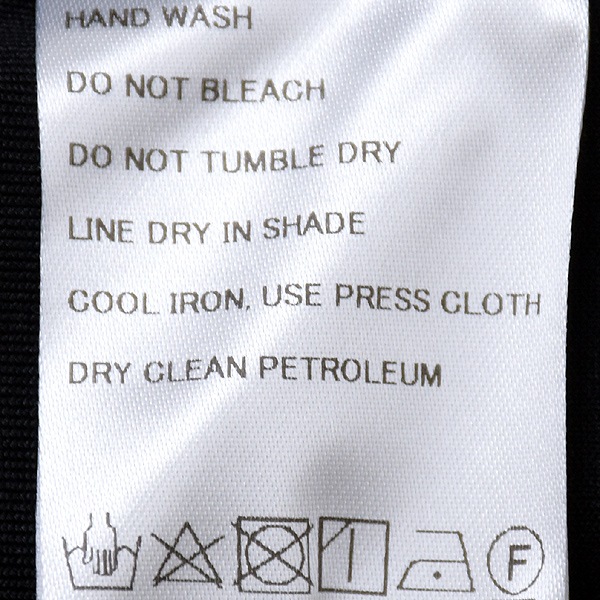 HAND WASH
DO NOT BLEACH
DO NOT TUMBLE DRY
LINE DRY IN SHADE
COOL IRON, USE PRESS CLOTH
DRY CLEAN PETROLEUM
F